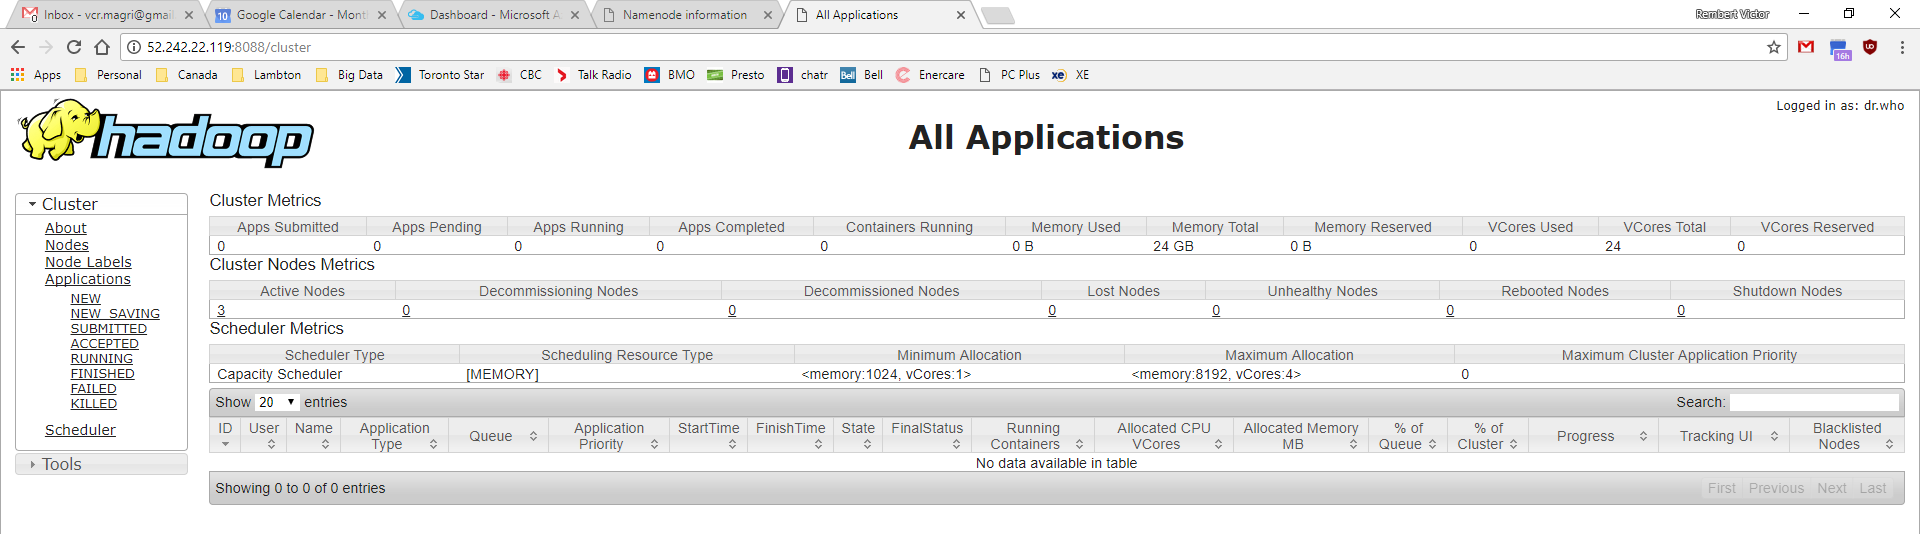 Inbox - vcr.magri@gmai
Google Calendar - Mont
Dashboard - Microsoft A
Namenode information
All Applications
Rembert Victor
52.242.22.119:8088/cluster
16h
Apps Personal Canada Lambton Big Data Toronto Star CBC Talk Radio BMO Presto chatr Bell Bell Enercare PC Plus xe XE
Logged in as: dr.who
hadoop
All Applications
Cluster
About
Nodes
Node Labels
Applications
NEW
NEW_SAVING
SUBMITTED
ACCEPTED
RUNNING
FINISHED
FAILED
KILLED
Scheduler
Tools
Cluster Metrics
Apps Submitted Apps Pending Apps Running Apps Completed Containers Running Memory Used Memory Total Memory Reserved VCores Used VCores Total VCores Reserved
0 0 0 0 0 0 B 24 GB 0 B 0 24 0
Cluster Nodes Metrics
Active Nodes Decommissioning Nodes Decommissioned Nodes Lost Nodes Unhealthy Nodes Rebooted Nodes Shutdown Nodes
3 0 0 0 0 0 0
Scheduler Metrics
Scheduler Type Scheduling Resource Type Minimum Allocation Maximum Allocation Maximum Cluster Application Priority
Capacity Scheduler [MEMORY] <memory:1024, vCores:1> <memory:8192, vCores:4> 0
Show 20 entries Search:
ID User Name Application Type Queue Application Priority StartTime FinishTime State FinalStatus Running Containers Allocated CPU VCores Allocated Memory MB % of Queue % of Cluster Progress Tracking UI Blacklisted Nodes
No data available in table
Showing 0 to 0 of 0 entries First Previous Next Last